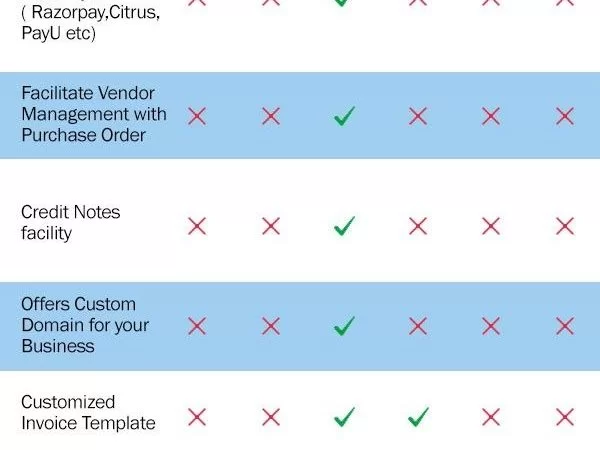 ( Razorpay,Citrus,
PayU etc)
Facilitate Vendor
Management with
Purchase Order
Credit Notes
facility
Offers Custom
Domain for your
Business
Customized
Invoice Template